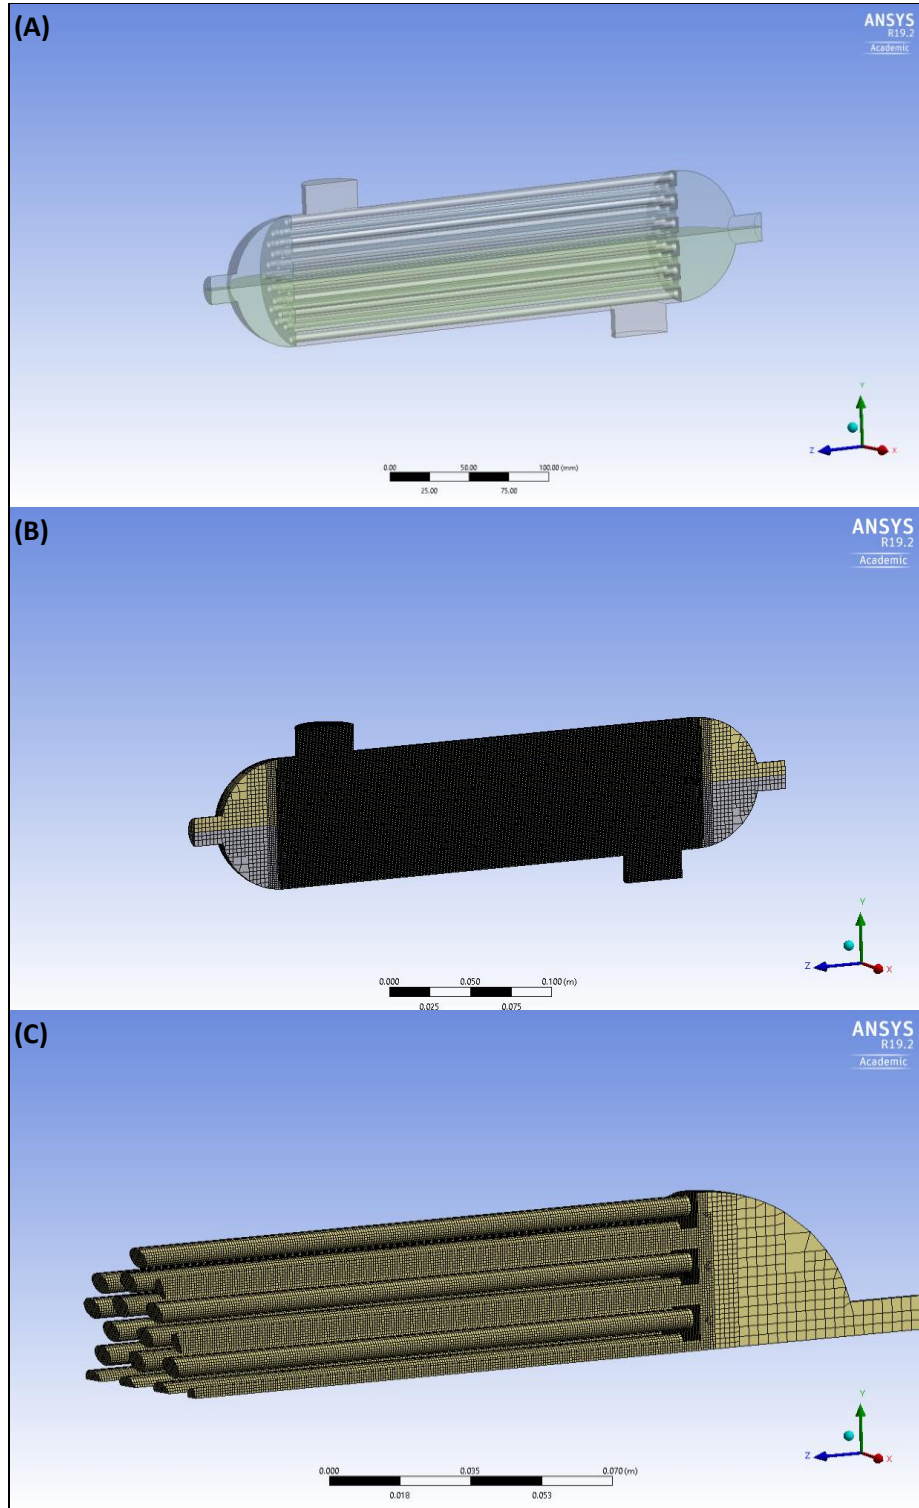 (A)
ANSYS
R19.2
Academic
Y
Z
X
0.00 50.00 100.00 (mm)
25.00 75.00
(B)
ANSYS
R19.2
Academic
Y
Z
X
0.000 0.050 0.100 (m)
0.025 0.075
(C)
ANSYS
R19.2
Academic
Y
Z
X
0.000 0.035 0.070 (m)
0.018 0.053